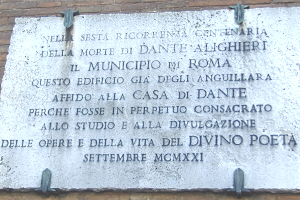 NELLA SESTA RICORRENZA CENTENARIA
DELLA MORTE DI DANTE ALIGHIERI
IL MUNICIPIO DI ROMA
QUESTO EDIFICIO GIÀ DEGLI ANGUILLARA
AFFIDÒ ALLA CASA DI DANTE
PERCHÈ FOSSE IN PERPETUO CONSACRATO
ALLO STUDIO E ALLA DIVULGAZIONE
DELLE OPERE E DELLA VITA DEL DIVINO POETA
SETTEMBRE MCMXXI